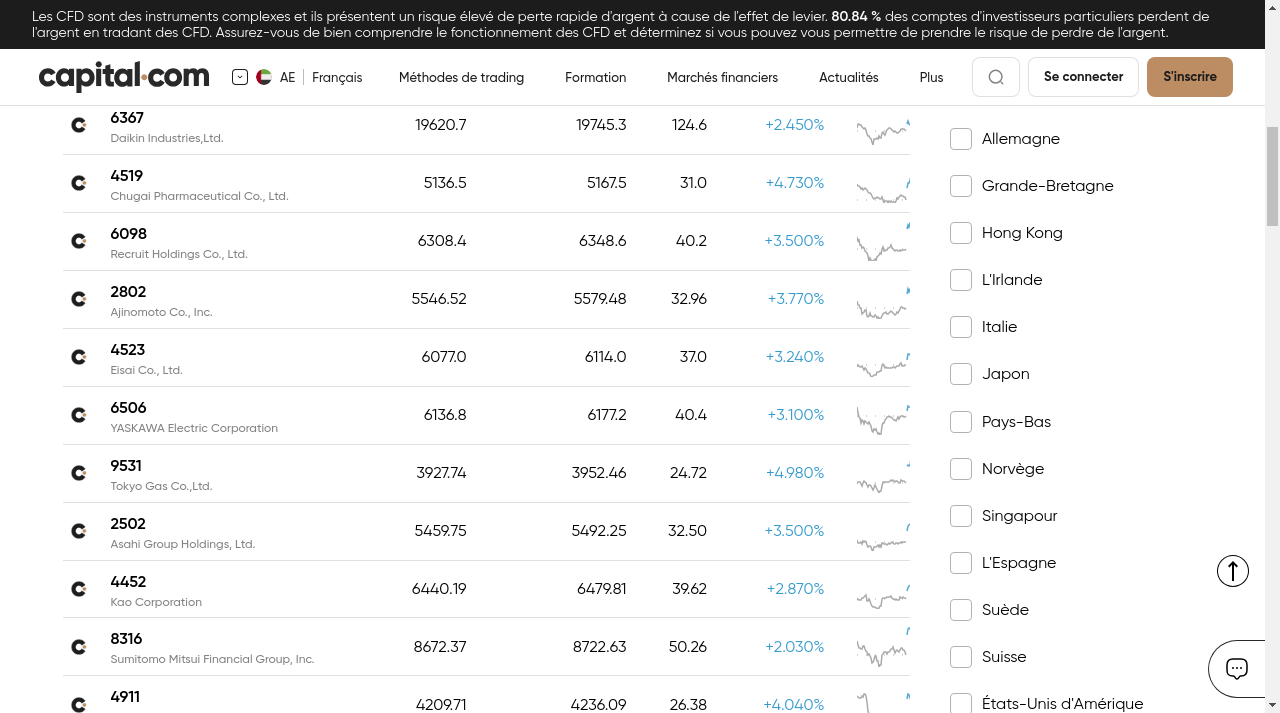 Les CFD sont des instruments complexes et ils présentent un risque élevé de perte rapide d'argent à cause de l'effet de levier. 80.84 % des comptes d'investisseurs particuliers perdent de
l'argent en tradant des CFD. Assurez-vous de bien comprendre le fonctionnement des CFD et déterminez si vous pouvez vous permettre de prendre le risque de perdre de l'argent.
capital.com AE Français Méthodes de trading Formation Marchés financiers Actualités Plus Se connecter S'inscrire
6367 19620.7 19745.3 124.6 +2.450%
Daikin Industries,Ltd.
4519 5136.5 5167.5 31.0 +4.730%
Chugai Pharmaceutical Co., Ltd.
6098 6308.4 6348.6 40.2 +3.500%
Recruit Holdings Co., Ltd.
2802 5546.52 5579.48 32.96 +3.770%
Ajinomoto Co., Inc.
4523 6077.0 6114.0 37.0 +3.240%
Eisai Co., Ltd.
6506 6136.8 6177.2 40.4 +3.100%
YASKAWA Electric Corporation
9531 3927.74 3952.46 24.72 +4.980%
Tokyo Gas Co.,Ltd.
2502 5459.75 5492.25 32.50 +3.500%
Asahi Group Holdings, Ltd.
4452 6440.19 6479.81 39.62 +2.870%
Kao Corporation
8316 8672.37 8722.63 50.26 +2.030%
Sumitomo Mitsui Financial Group, Inc.
4911 4209.71 4236.09 26.38 +4.040%
Allemagne
Grande-Bretagne
Hong Kong
L'Irlande
Italie
Japon
Pays-Bas
Norvège
Singapour
L'Espagne
Suède
Suisse
États-Unis d'Amérique